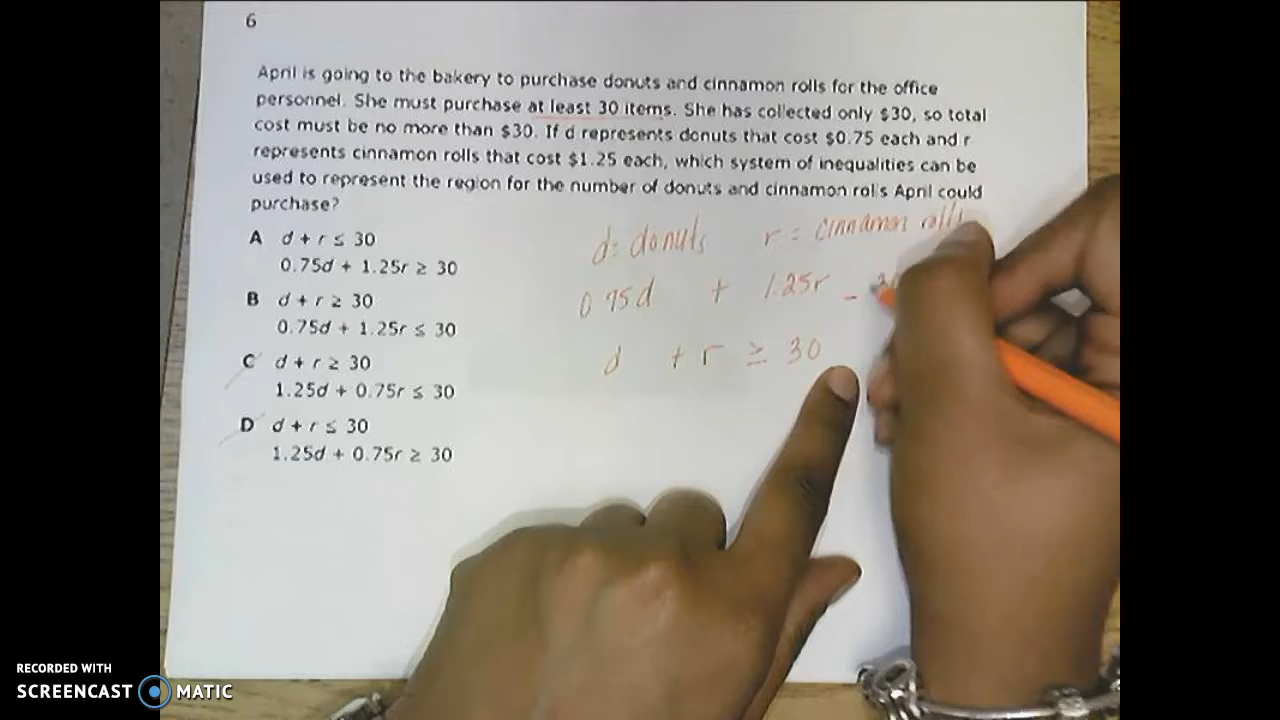 6
April is going to the bakery to purchase donuts and cinnamon rolls for the office
personnel. She must purchase at least 30 items. She has collected only $30, so total
cost must be no more than $30. If d represents donuts that cost $0.75 each and r
represents cinnamon rolls that cost $1.25 each, which system of inequalities can be
used to represent the region for the number of donuts and cinnamon rolls April could
purchase?
A d + r ≤ 30
0.75d + 1.25r ≥ 30
B d + r ≥ 30
0.75d + 1.25r ≤ 30
C d + r ≥ 30
1.25d + 0.75r ≤ 30
D d + r ≤ 30
1.25d + 0.75r ≥ 30
d: donuts r = cinnamon rolls
0.75d + 1.25r
d + r ≥ 30
RECORDED WITH
SCREENCAST MATIC